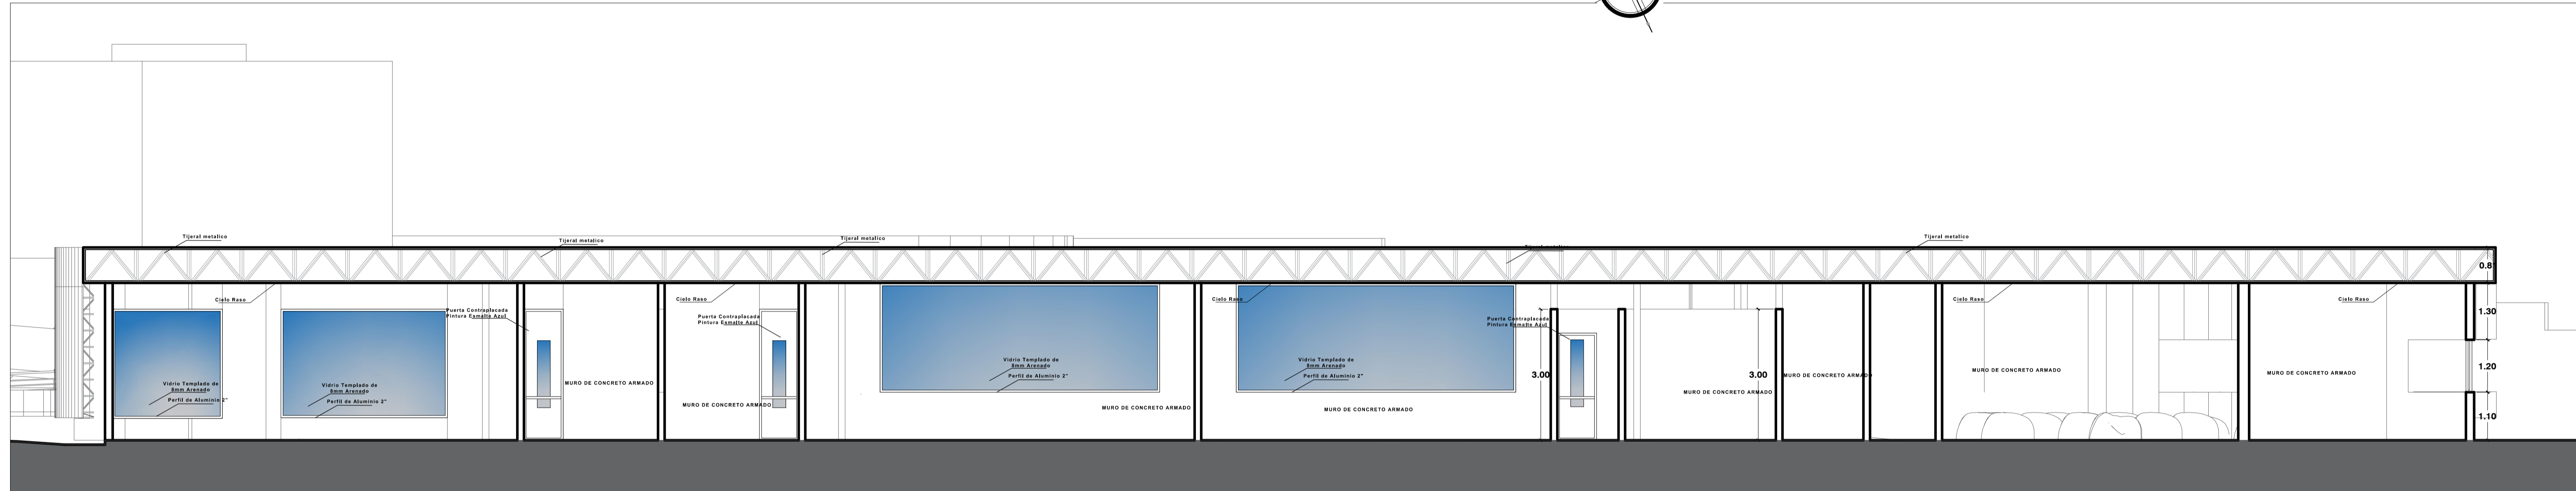 Tijeral metalico
Tijeral metalico
Tijeral metalico
Tijeral metalico
Tijeral metalico
0.8
Cielo Raso
Cielo Raso
Cielo Raso
Cielo Raso
Cielo Raso
1.30
Puerta Contraplacada
Pintura Esmalte Azul
Puerta Contraplacada
Pintura Esmalte Azul
Puerta Contraplacada
Pintura Esmalte Azul
Vidrio Templado de
8mm Arenado
Perfil de Aluminio 2"
Vidrio Templado de
8mm Arenado
Perfil de Aluminio 2"
Vidrio Templado de
8mm Arenado
Perfil de Aluminio 2"
Vidrio Templado de
8mm Arenado
Perfil de Aluminio 2"
3.00
3.00
1.20
MURO DE CONCRETO ARMADO
MURO DE CONCRETO ARMADO
MURO DE CONCRETO ARMADO
MURO DE CONCRETO ARMADO
MURO DE CONCRETO ARMADO
MURO DE CONCRETO ARMADO
MURO DE CONCRETO ARMADO
MURO DE CONCRETO ARMADO
1.10